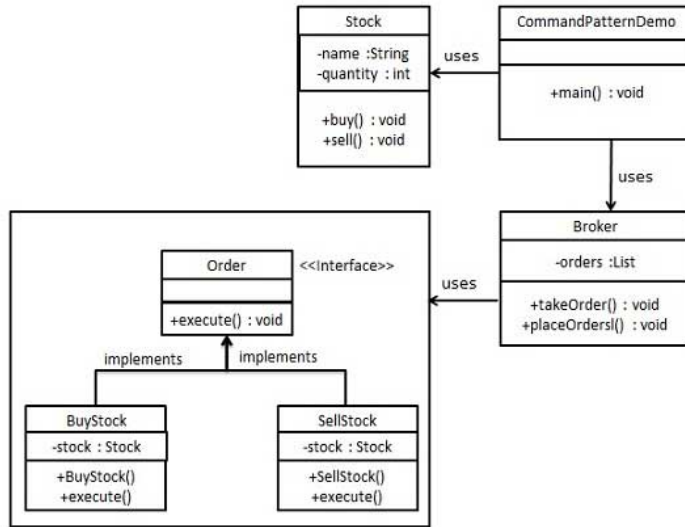 Stock
-name :String
-quantity : int
+buy() : void
+sell() : void
uses
CommandPatternDemo
+main() : void
uses
Broker
-orders :List
+takeOrder() : void
+placeOrdersl() : void
uses
Order
<<Interface>>
+execute() : void
implements
implements
BuyStock
-stock : Stock
+BuyStock()
+execute()
SellStock
-stock : Stock
+SellStock()
+execute()